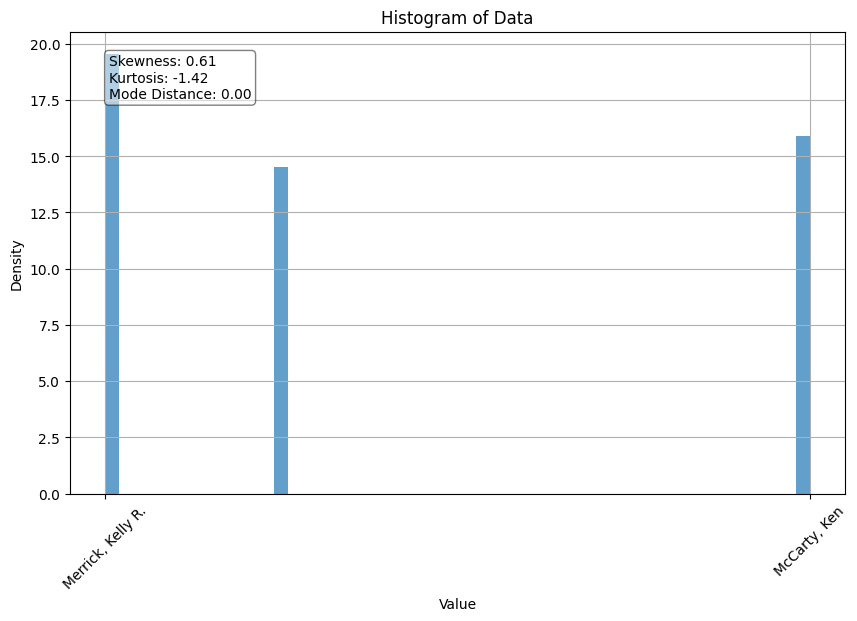 Histogram of Data
20.0
17.5
15.0
12.5
10.0
7.5
5.0
2.5
0.0
Density
Skewness: 0.61
Kurtosis: -1.42
Mode Distance: 0.00
Merrick, Kelly R.
McCarty, Ken
Value